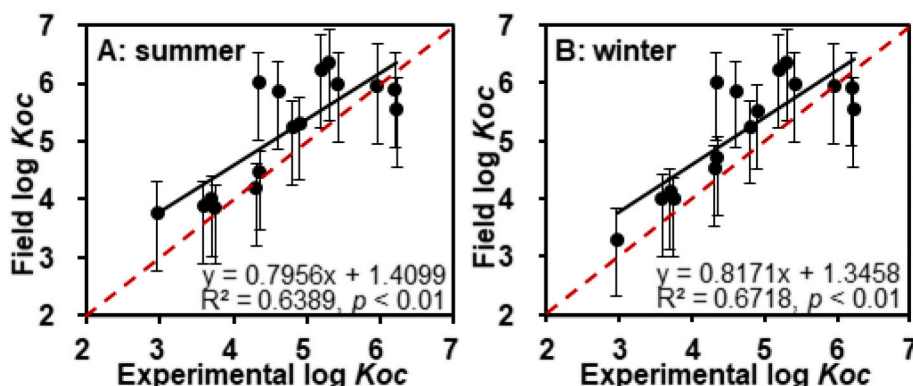 A: summer
Field log Koc
7
6
5
4
3
2
y = 0.7956x + 1.4099
R² = 0.6389, p < 0.01
2 3 4 5 6 7
Experimental log Koc
B: winter
Field log Koc
7
6
5
4
3
2
y = 0.8171x + 1.3458
R² = 0.6718, p < 0.01
2 3 4 5 6 7
Experimental log Koc